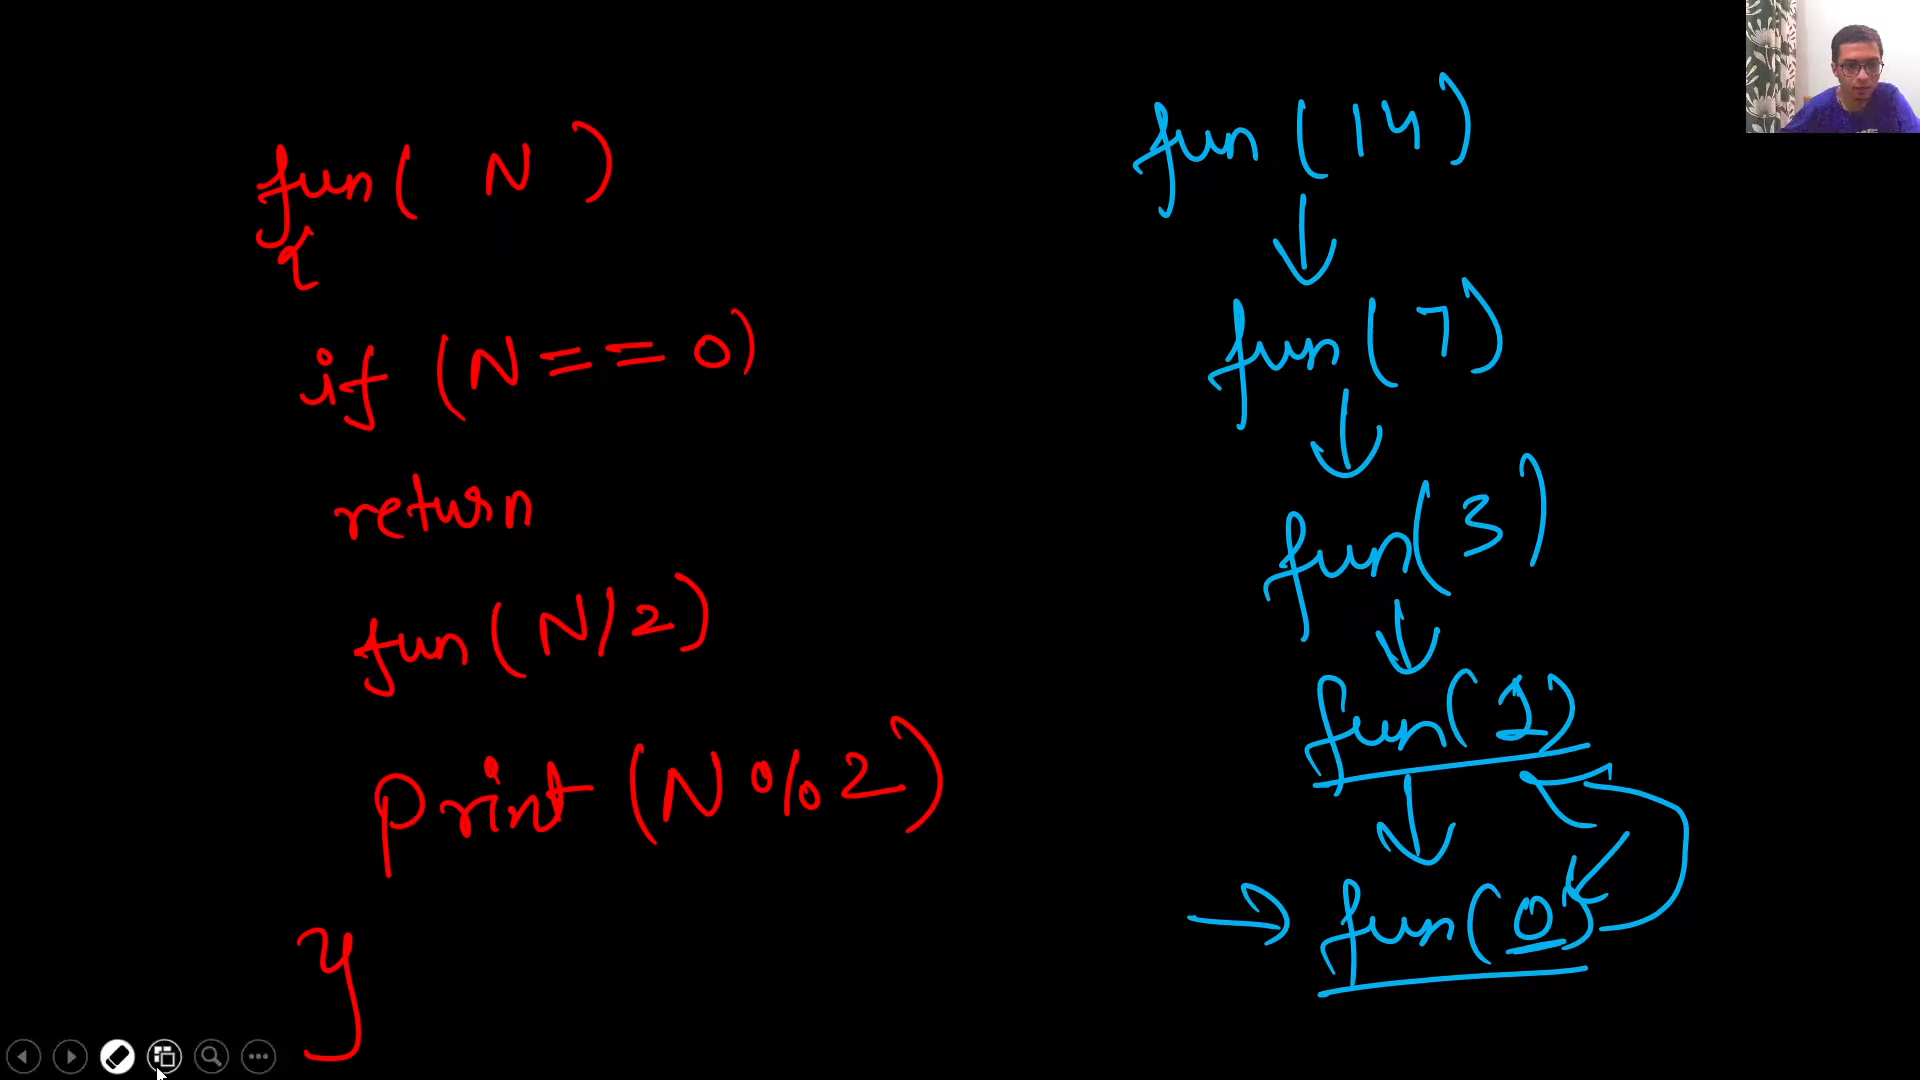 fun( N )
{
if (N == 0)
return
fun(N/2)
print (N%2)
}
fun(14)
fun(7)
fun(3)
fun(1)
fun(0)